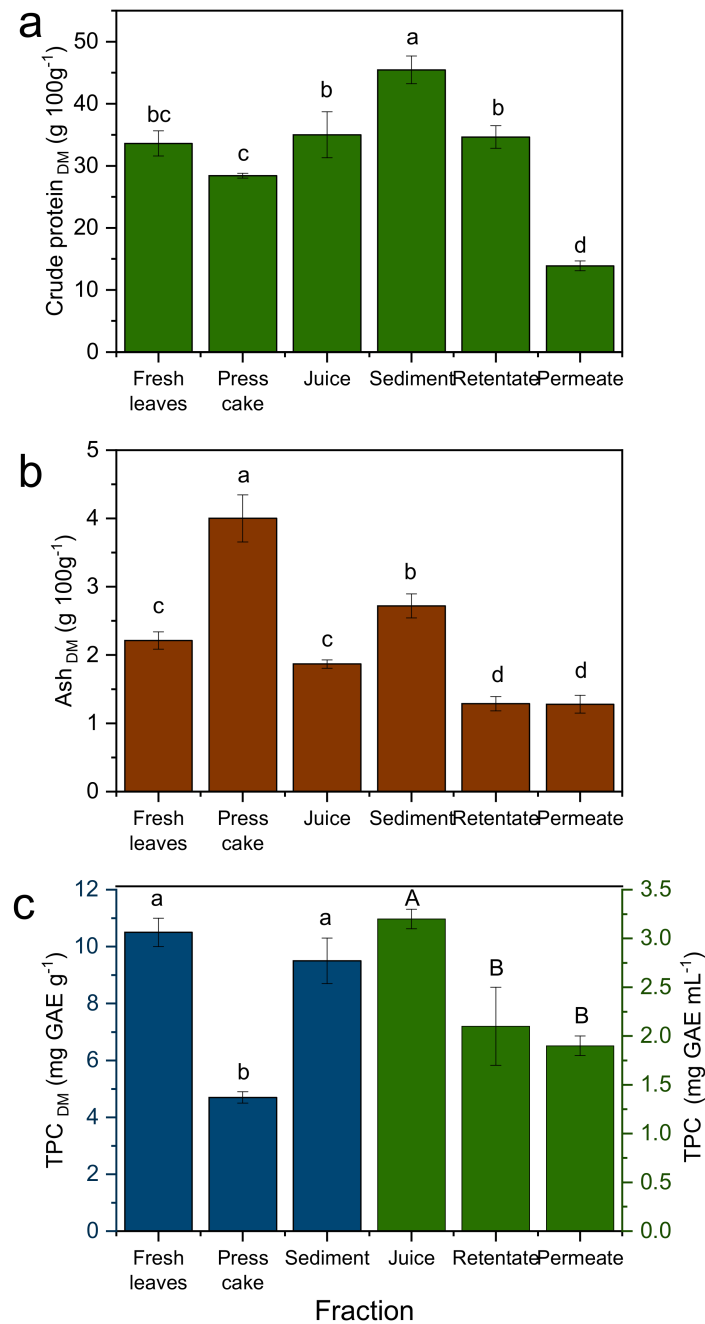 a
Crude protein DM (g 100g-1)
50
40
30
20
10
0
bc
c
b
a
b
d
Fresh leaves
Press cake
Juice
Sediment
Retentate
Permeate
b
Ash DM (g 100g-1)
5
4
3
2
1
0
c
a
c
b
d
d
Fresh leaves
Press cake
Juice
Sediment
Retentate
Permeate
c
TPC DM (mg GAE g-1)
12
10
8
6
4
2
0
a
b
a
A
B
B
3.5
3.0
2.5
2.0
1.5
1.0
0.5
0.0
TPC (mg GAE mL-1)
Fresh leaves
Press cake
Sediment
Juice
Retentate
Permeate
Fraction